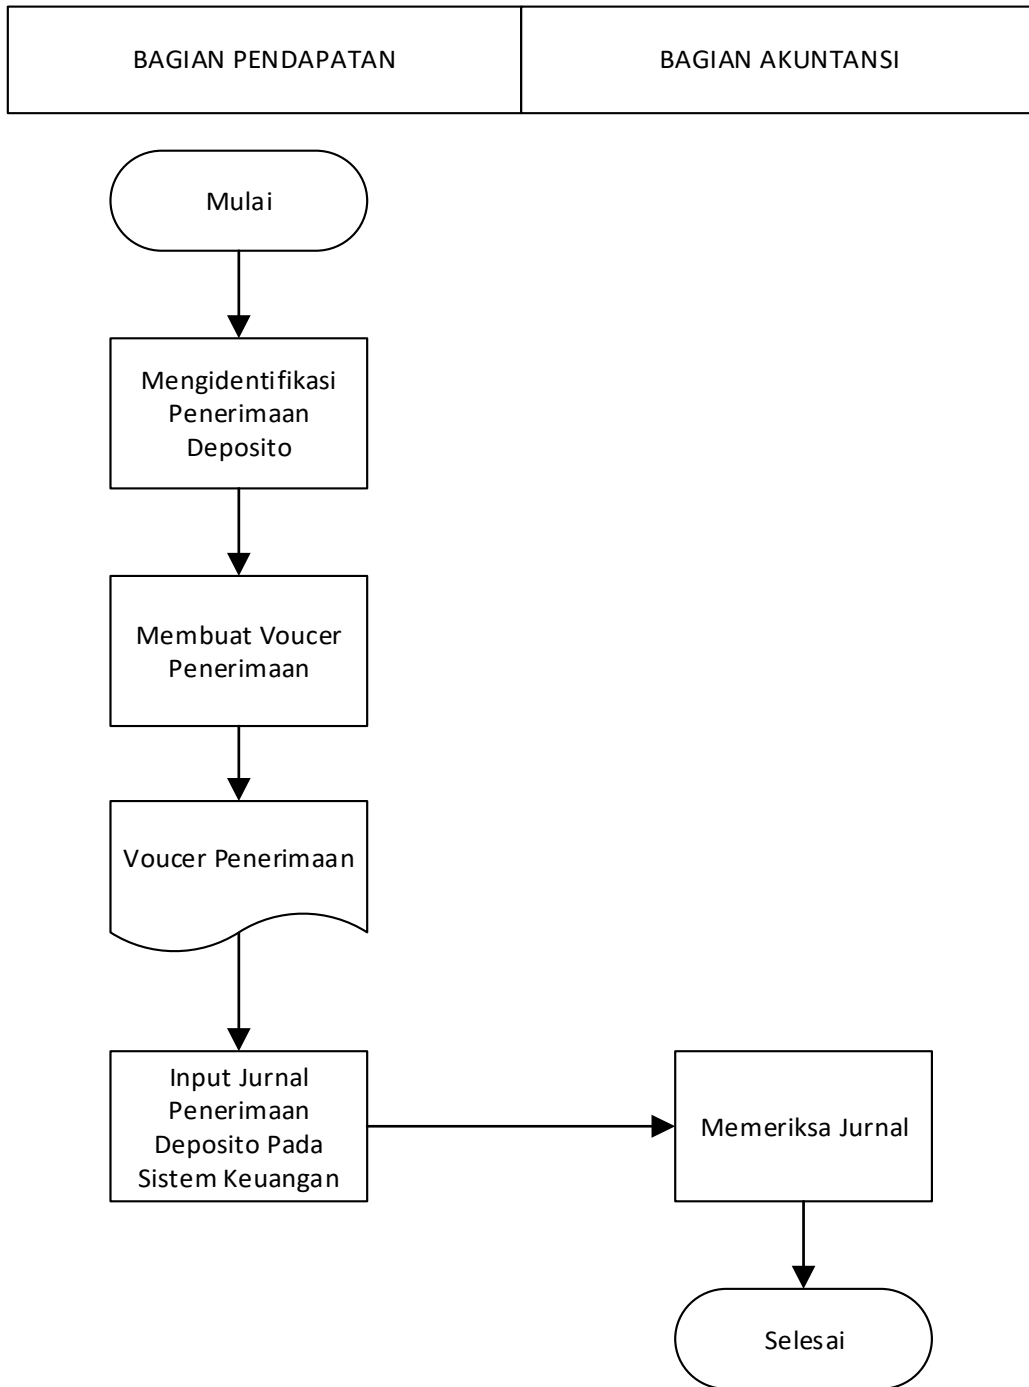 BAGIAN PENDAPATAN
BAGIAN AKUNTANSI
Mulai
Mengidentifikasi
Penerimaan
Deposito
Membuat Voucer
Penerimaan
Voucer Penerimaan
Input Jurnal
Penerimaan
Deposito Pada
Sistem Keuangan
Memeriksa Jurnal
Selesai